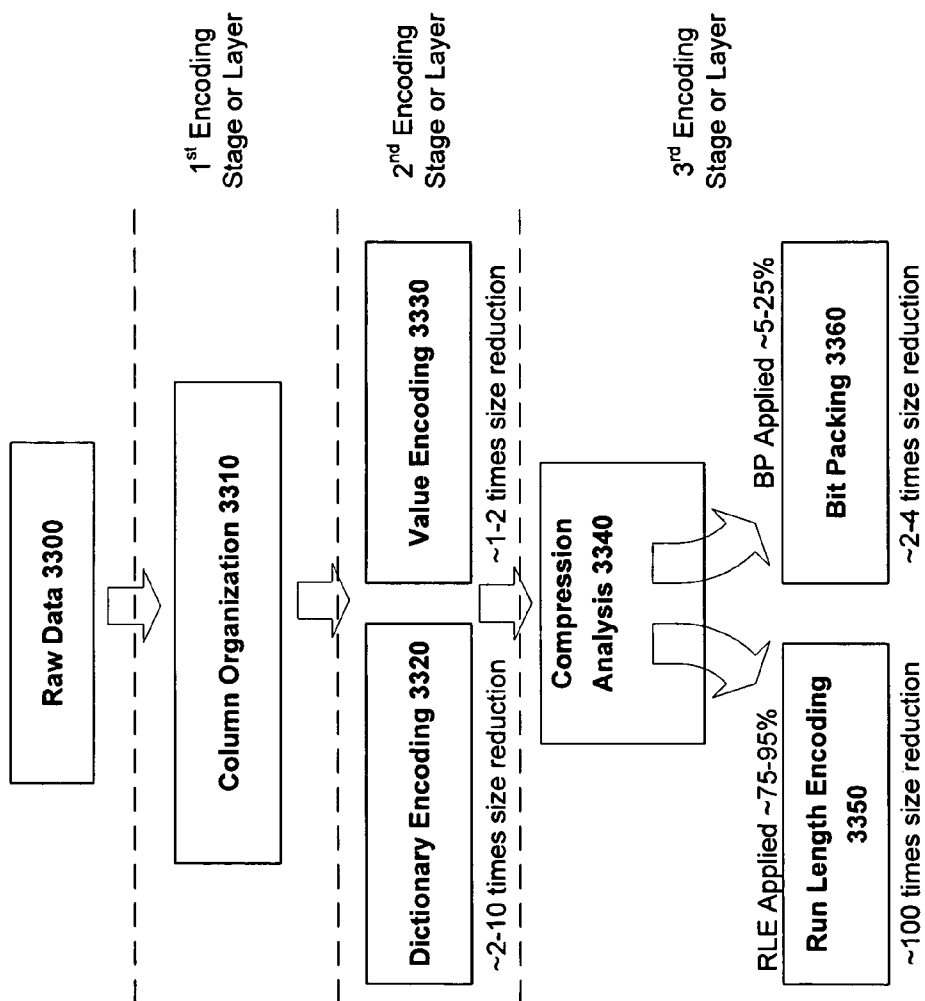 Raw Data 3300
1st Encoding
Stage or Layer
Column Organization 3310
2nd Encoding
Stage or Layer
Dictionary Encoding 3320
~2-10 times size reduction
Value Encoding 3330
~1-2 times size reduction
3rd Encoding
Stage or Layer
Compression
Analysis 3340
RLE Applied ~75-95%
Run Length Encoding
3350
~100 times size reduction
BP Applied ~5-25%
Bit Packing 3360
~2-4 times size reduction